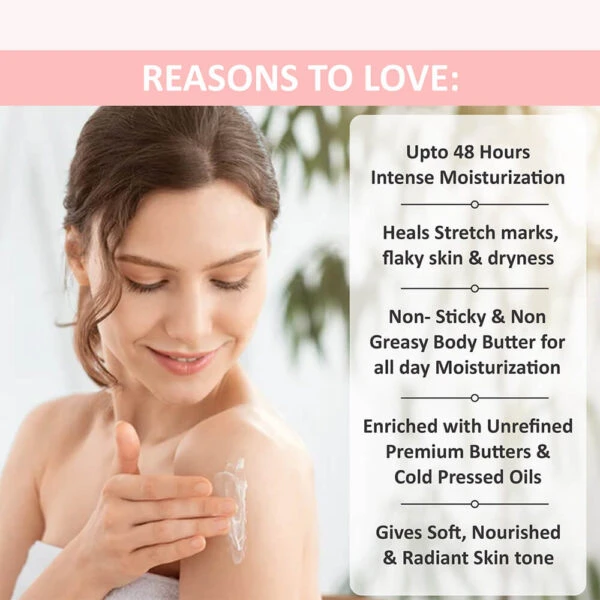 REASONS TO LOVE:
Upto 48 Hours
Intense Moisturization
Heals Stretch marks,
flaky skin & dryness
Non- Sticky & Non
Greasy Body Butter for
all day Moisturization
Enriched with Unrefined
Premium Butters &
Cold Pressed Oils
Gives Soft, Nourished
& Radiant Skin tone